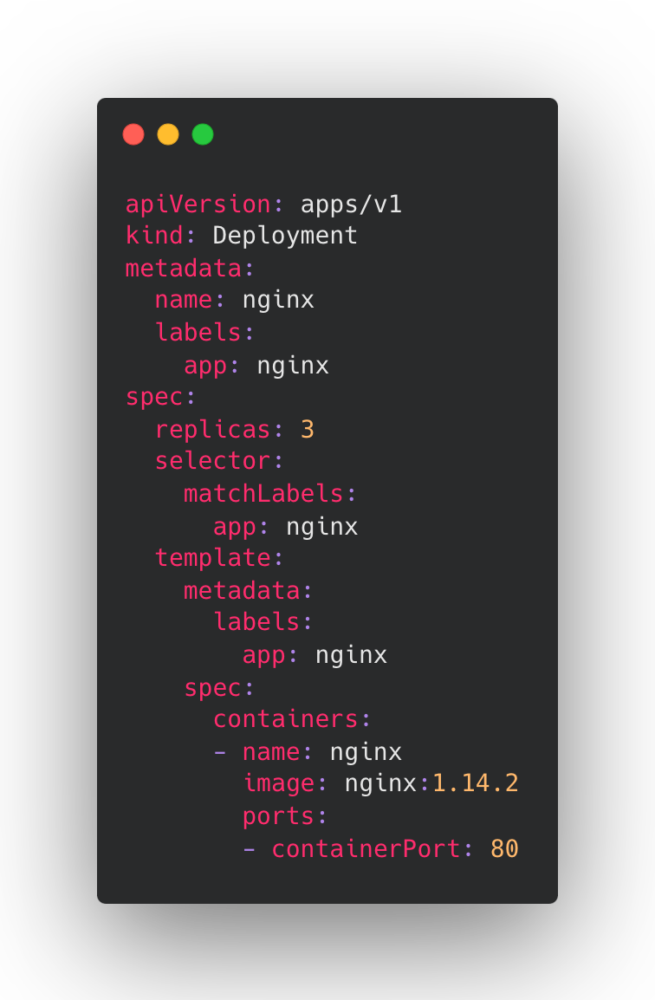 apiVersion: apps/v1
kind: Deployment
metadata:
  name: nginx
  labels:
    app: nginx
spec:
  replicas: 3
  selector:
    matchLabels:
      app: nginx
  template:
    metadata:
      labels:
        app: nginx
    spec:
      containers:
      - name: nginx
        image: nginx:1.14.2
        ports:
        - containerPort: 80